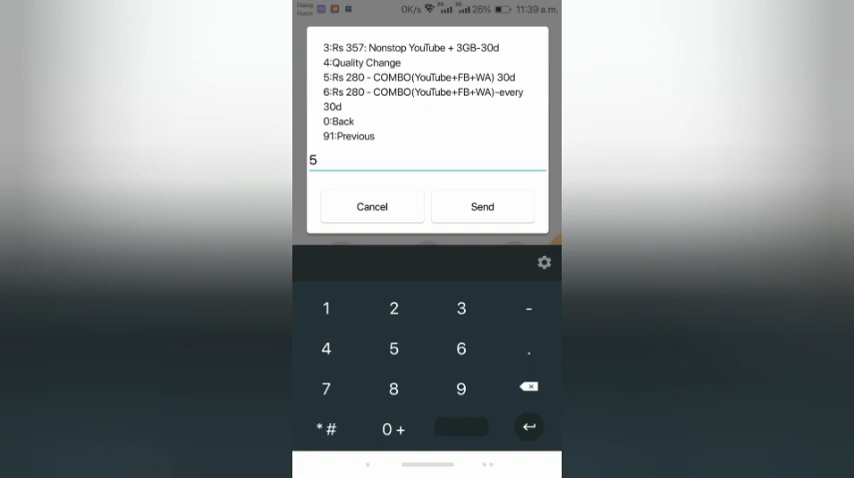 Dialog
Hutch
0K/s
26%
11:39 a.m.
3:Rs 357: Nonstop YouTube + 3GB-30d
4:Quality Change
5:Rs 280 - COMBO(YouTube+FB+WA) 30d
6:Rs 280 - COMBO(YouTube+FB+WA)-every
30d
0:Back
91:Previous
5
Cancel Send
1 2 3 -
4 5 6 .
7 8 9
*# 0 +